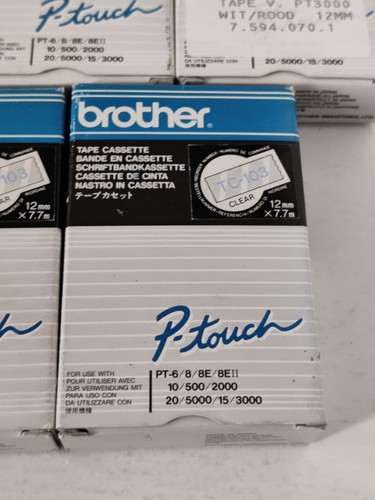 P-touch
PT-6/8/8E/8EII
10/500/2000
20/5000/15/3000
TAPE V. PT3000
WIT/ROOD 12MM
7.594.070.1
brother
TAPE CASSETTE
BANDE EN CASSETTE
SCHRIFTBANDKASSETTE
CASSETTE DE CINTA
NASTRO IN CASSETTA
テープカセット
TC-103
CLEAR
12mm
×7.7m
P-touch
FOR USE WITH
POUR UTILISER AVEC
ZUR VERWENDUNG MIT
PARA USO CON
DA UTILIZZARE CON
使用機種
PT-6/8/8E/8EII
10/500/2000
20/5000/15/3000
103
12mm
×7.7m